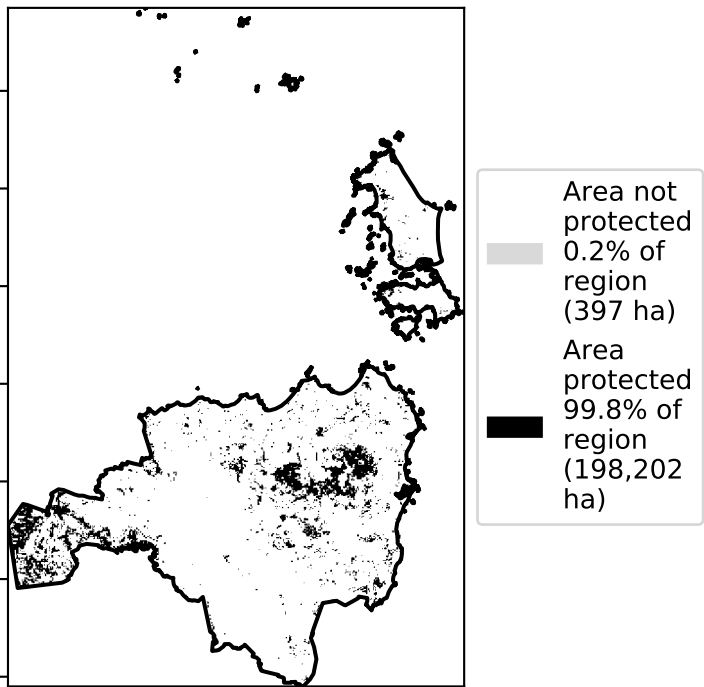 Area not
protected
0.2% of
region
(397 ha)
Area
protected
99.8% of
region
(198,202
ha)